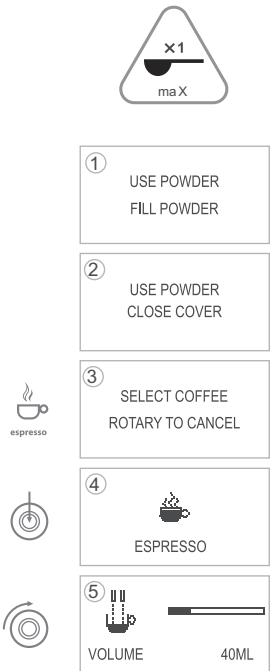 ×1
maX
1
USE POWDER
FILL POWDER
2
USE POWDER
CLOSE COVER
3
SELECT COFFEE
ROTARY TO CANCEL
espresso
4
ESPRESSO
5
VOLUME 40ML